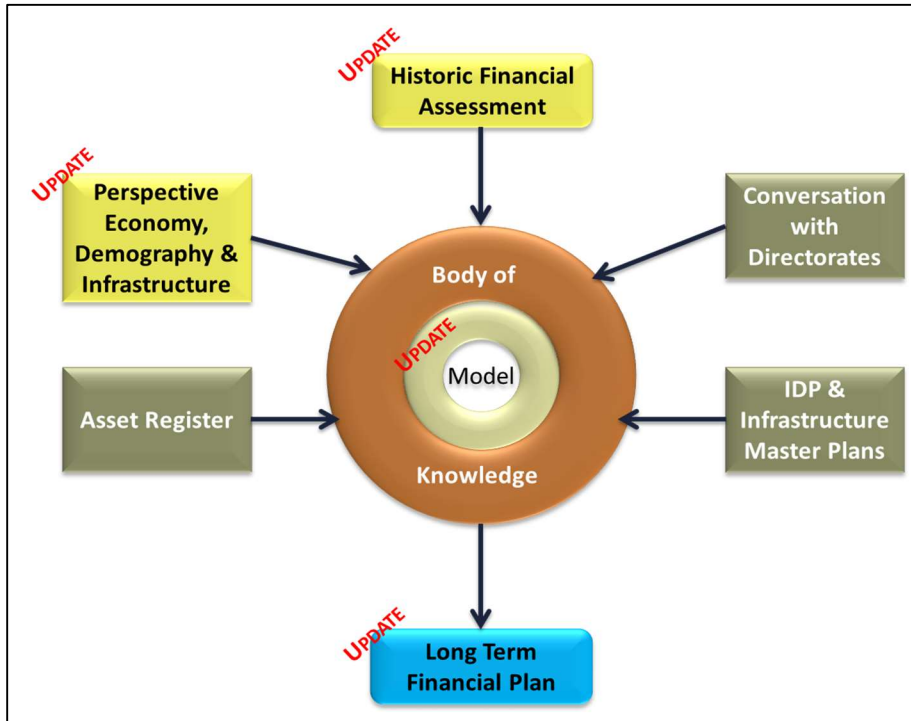 UPDATE
Historic Financial
Assessment
UPDATE
Perspective
Economy,
Demography &
Infrastructure
Conversation
with
Directorates
Body of
UPDATE
Model
Knowledge
Asset Register
IDP &
Infrastructure
Master Plans
UPDATE
Long Term
Financial Plan